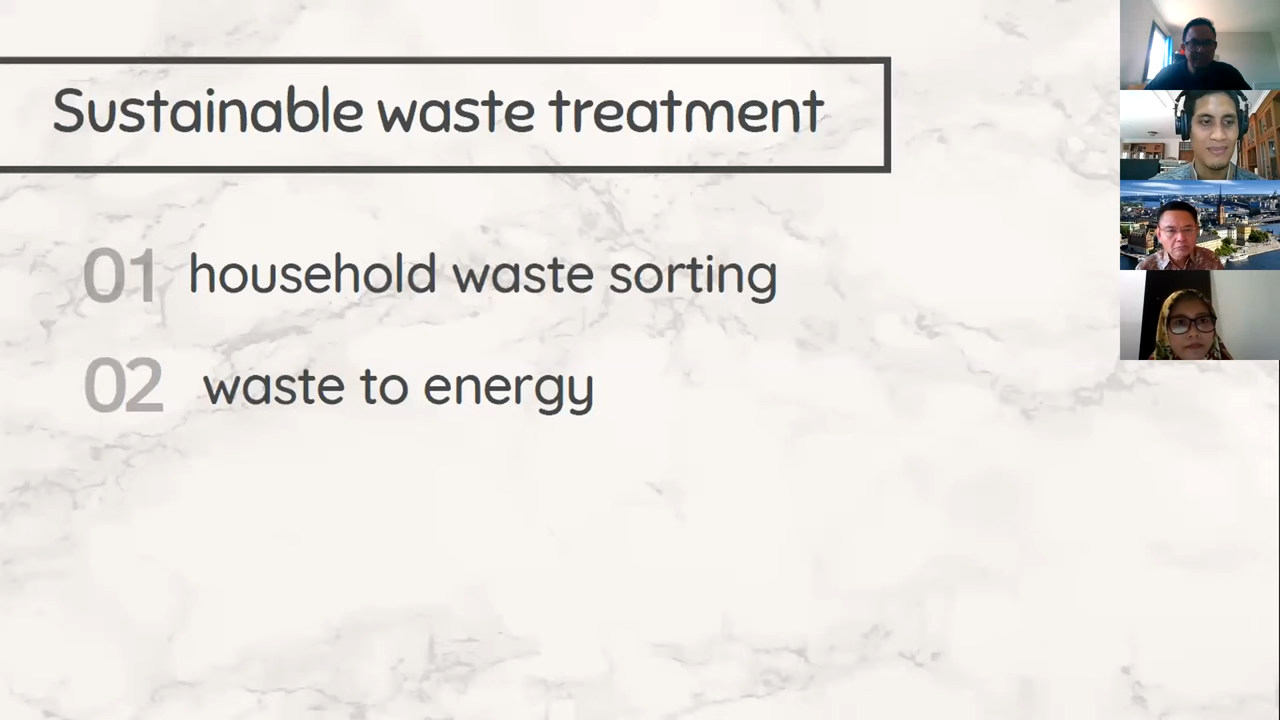 Sustainable waste treatment
01 household waste sorting
02 waste to energy